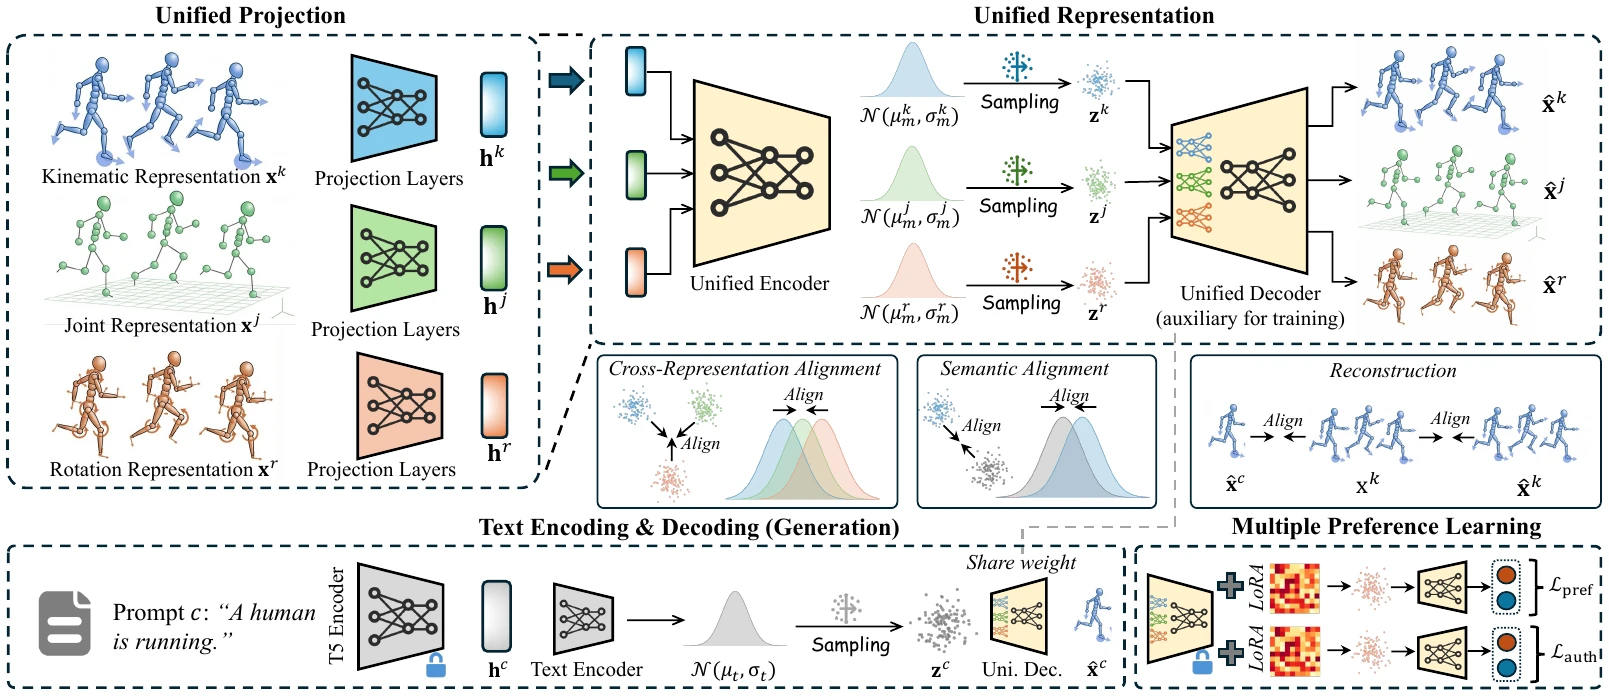 Unified Projection
Unified Representation
Kinematic Representation x^k
Projection Layers
h^k
Joint Representation x^j
Projection Layers
h^j
Rotation Representation x^r
Projection Layers
h^r
Unified Encoder
N(μ_m^k, σ_m^k)
Sampling
z^k
N(μ_m^j, σ_m^j)
Sampling
z^j
N(μ_m^r, σ_m^r)
Sampling
z^r
Unified Decoder
(auxiliary for training)
x̂^k
x̂^j
x̂^r
Cross-Representation Alignment
Align
Align
Semantic Alignment
Align
Align
Reconstruction
Align
Align
x̂^c
x^k
x̂^k
Text Encoding & Decoding (Generation)
Prompt c: “A human
is running.”
T5 Encoder
h^c
Text Encoder
N(μ_t, σ_t)
Sampling
z^c
Share weight
Uni. Dec.
x̂^c
Multiple Preference Learning
LoRA
L_pref
LoRA
L_auth